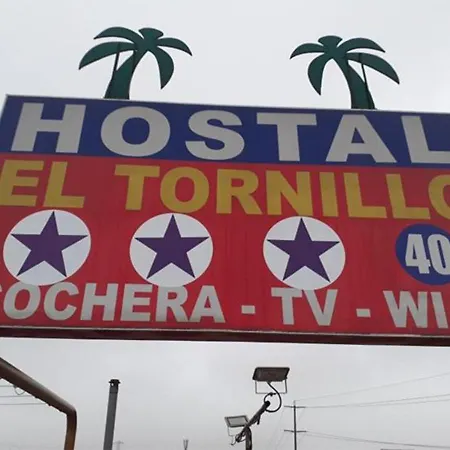 HOSTAL
EL TORNILLO
40
COCHERA - TV - WI